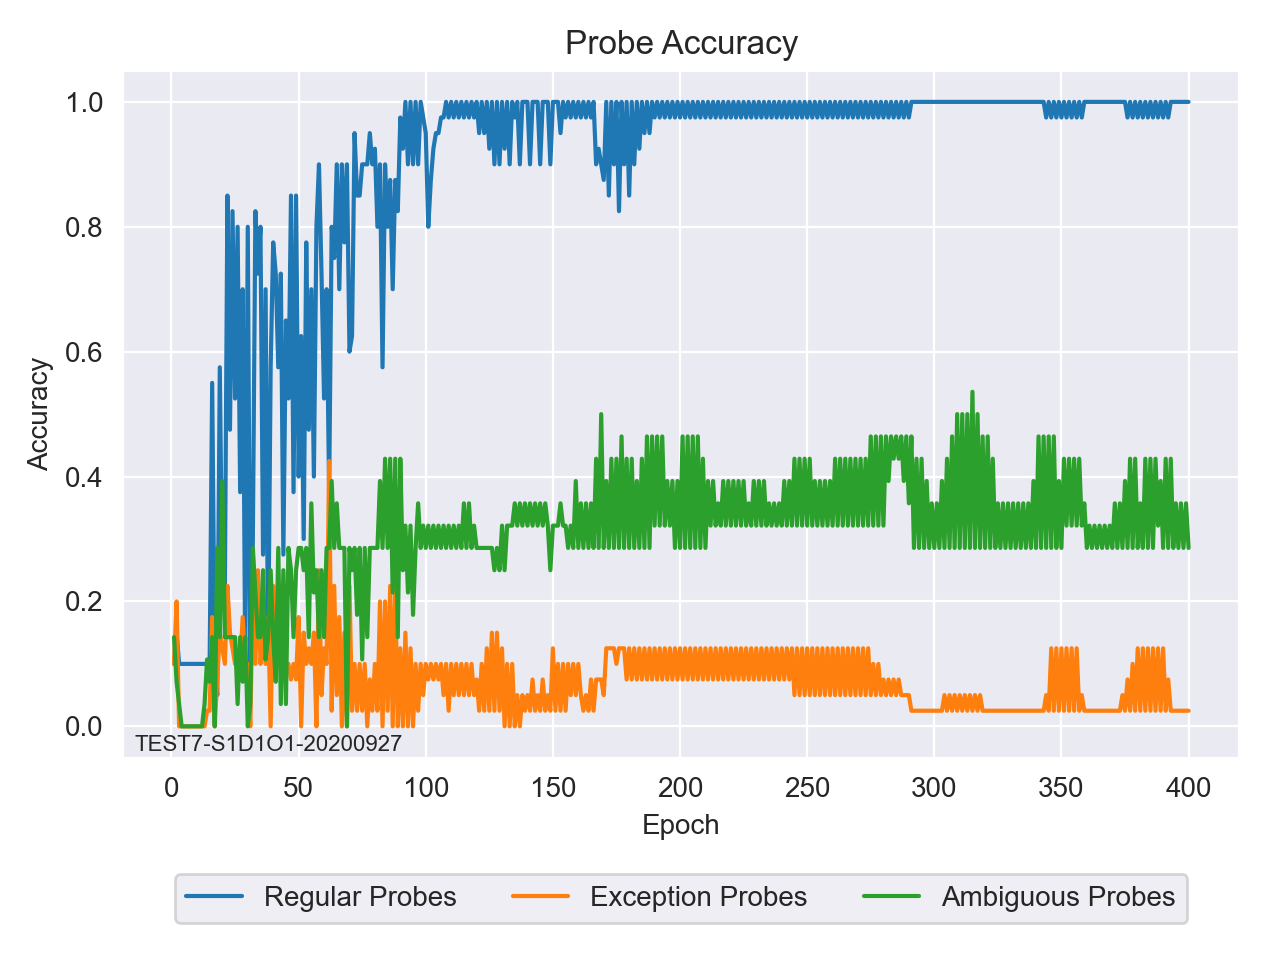 Probe Accuracy
Accuracy
1.0
0.8
0.6
0.4
0.2
0.0
TEST7-S1D1O1-20200927
0 50 100 150 200 250 300 350 400
Epoch
Regular Probes Exception Probes Ambiguous Probes